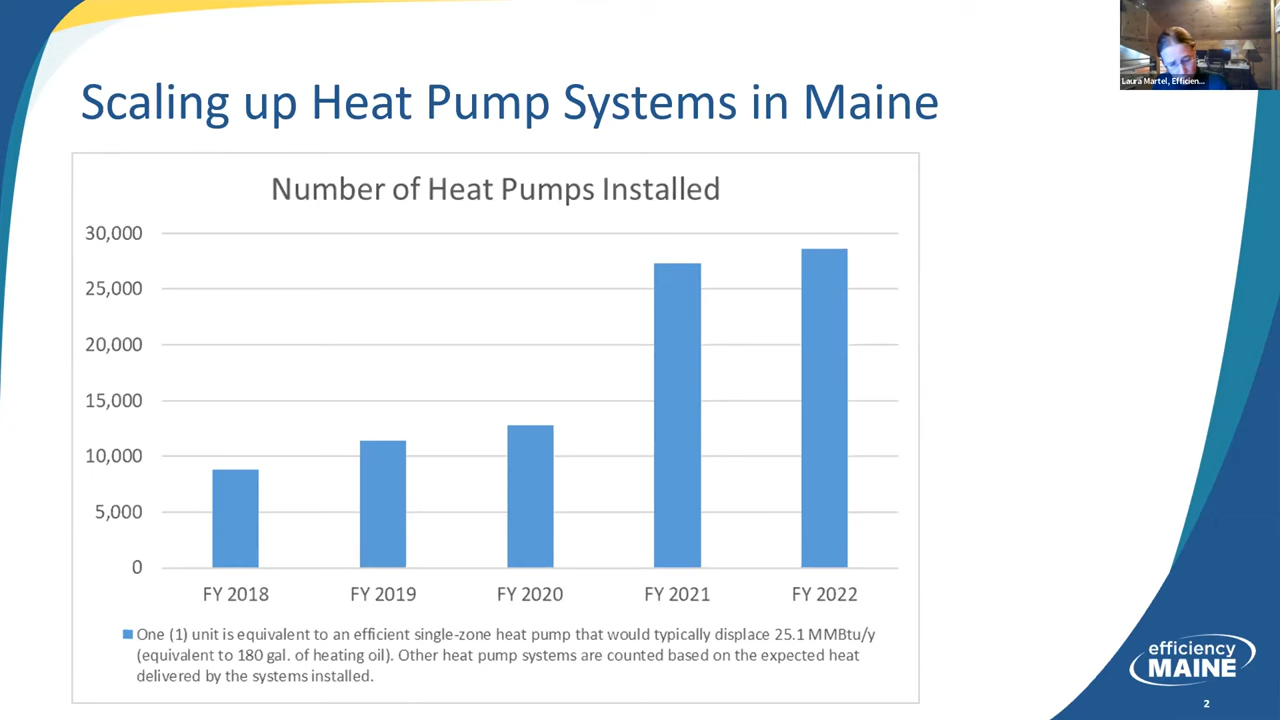 Laura Martel, Efficien...
Scaling up Heat Pump Systems in Maine
Number of Heat Pumps Installed
30,000
25,000
20,000
15,000
10,000
5,000
0
FY 2018 FY 2019 FY 2020 FY 2021 FY 2022
One (1) unit is equivalent to an efficient single-zone heat pump that would typically displace 25.1 MMBtu/y
(equivalent to 180 gal. of heating oil). Other heat pump systems are counted based on the expected heat
delivered by the systems installed.
efficiency
MAINE
2